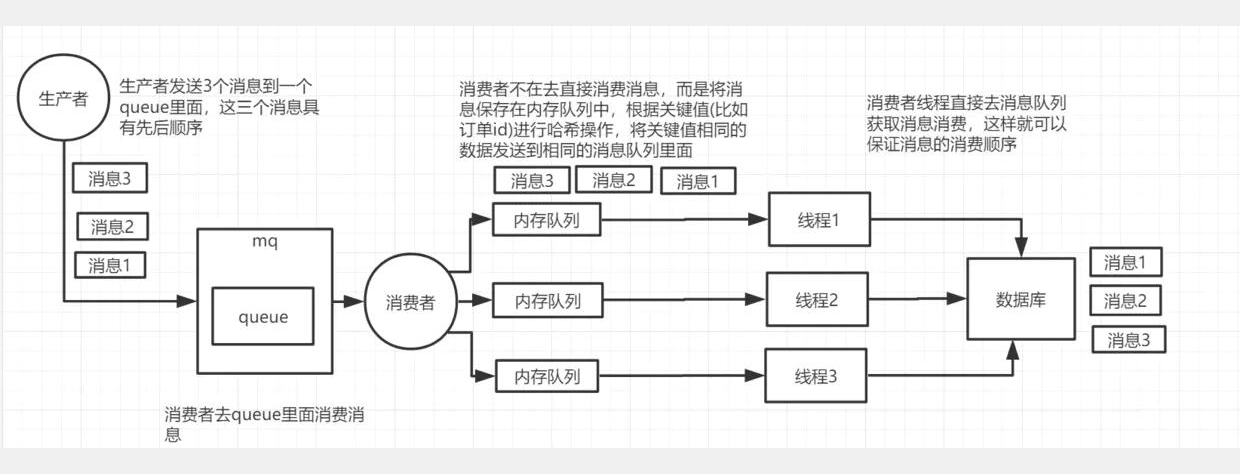 生产者
生产者发送3个消息到一个
queue里面，这三个消息具
有先后顺序
消息3
消息2
消息1
mq
queue
消费者去queue里面消费消
息
消费者
消费者不在去直接消费消息，而是将消
息保存在内存队列中，根据关键值(比如
订单id)进行哈希操作，将关键值相同的
数据发送到相同的消息队列里面
消息3
消息2
消息1
内存队列
内存队列
内存队列
线程1
线程2
线程3
消费者线程直接去消息队列
获取消息消费，这样就可以
保证消息的消费顺序
数据库
消息1
消息2
消息3